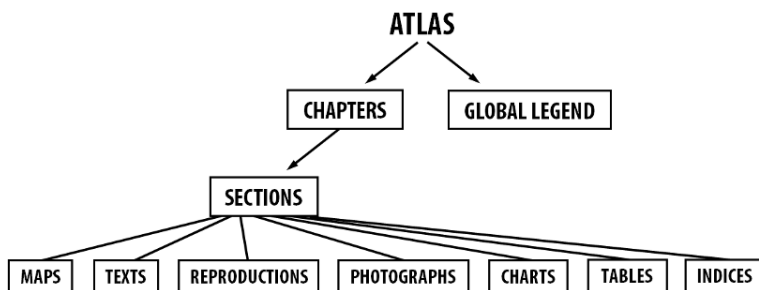 ATLAS
CHAPTERS
GLOBAL LEGEND
SECTIONS
MAPS
TEXTS
REPRODUCTIONS
PHOTOGRAPHS
CHARTS
TABLES
INDICES